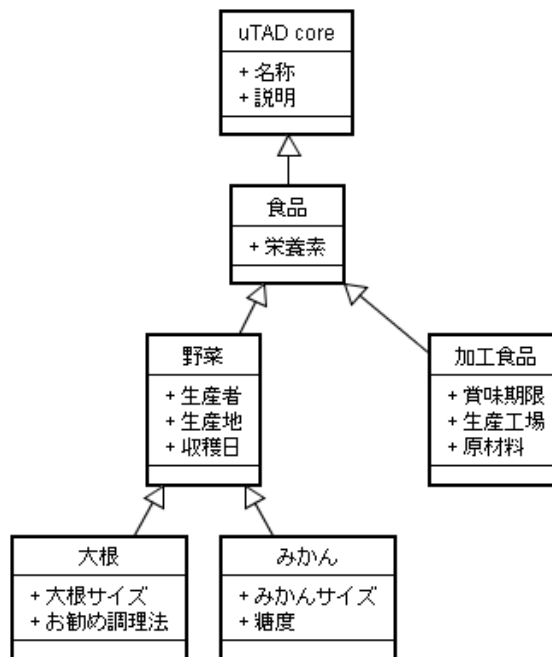 uTAD core
+ 名称
+ 説明
食品
+ 栄養素
野菜
+ 生産者
+ 生産地
+ 収穫日
加工食品
+ 賞味期限
+ 生産工場
+ 原材料
大根
+ 大根サイズ
+ お勧め調理法
みかん
+ みかんサイズ
+ 糖度